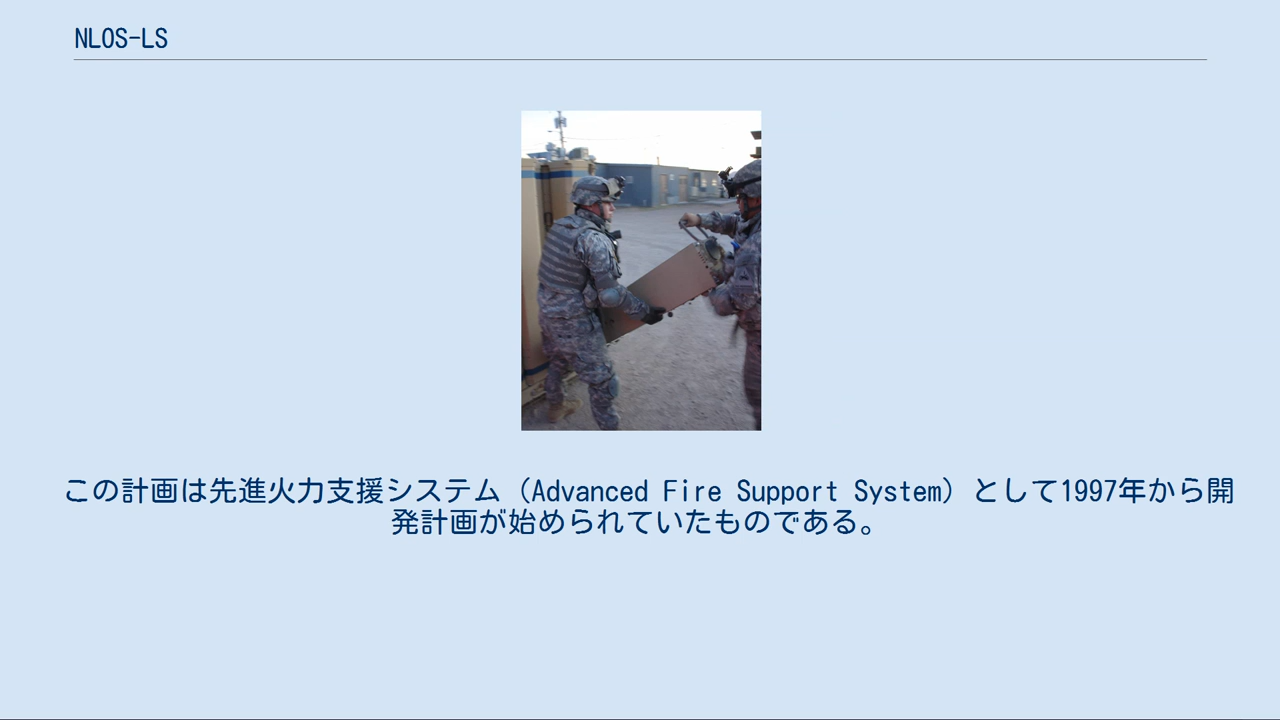 NLOS-LS
この計画は先進火力支援システム（Advanced Fire Support System）として1997年から開
発計画が始められていたものである。